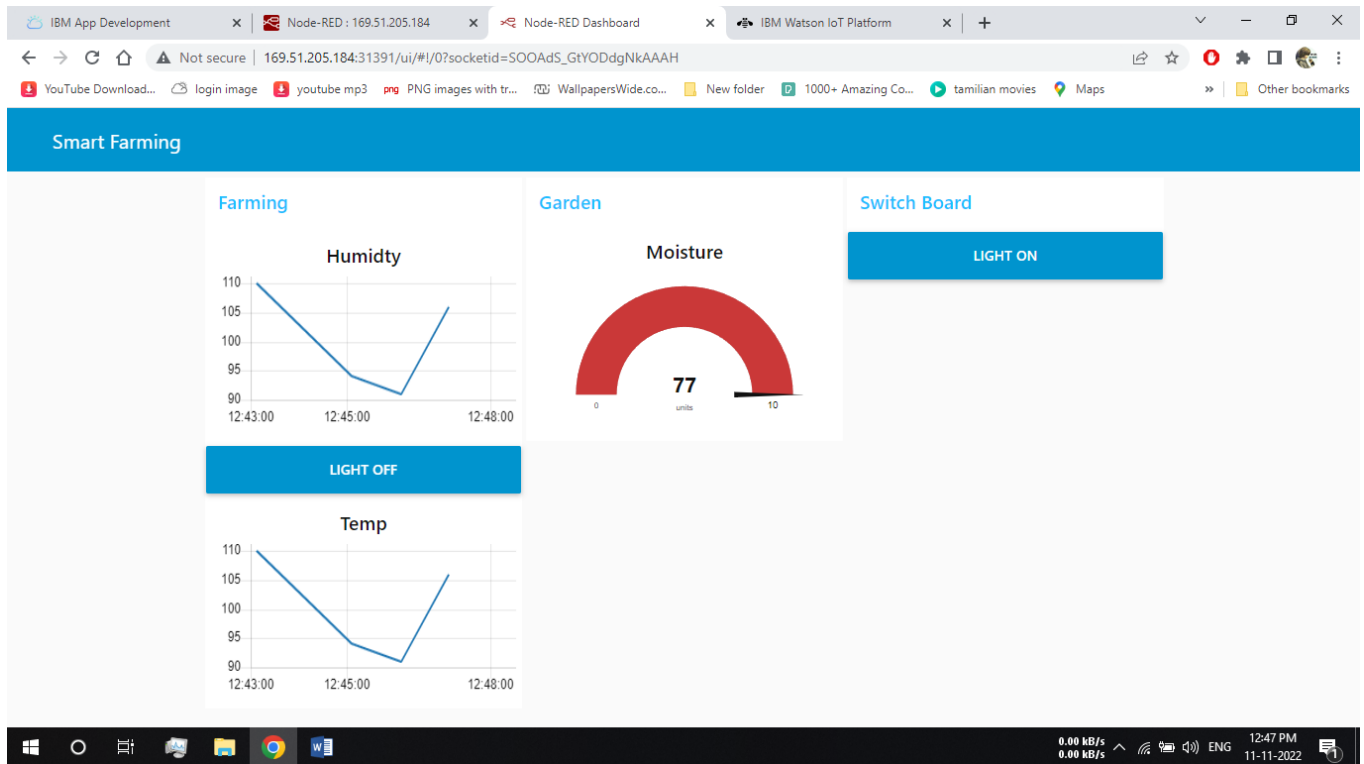 IBM App Development
Node-RED : 169.51.205.184
Node-RED Dashboard
IBM Watson IoT Platform
Not secure
169.51.205.184:31391/ui/#!/0?socketid=SOOAdS_GtYODdgNkAAAH
YouTube Download...
login image
youtube mp3
png PNG images with tr...
WallpapersWide.co...
New folder
D 1000+ Amazing Co...
tamilian movies
Maps
»
Other bookmarks
Smart Farming
Farming
Humidty
110
105
100
95
90
12:43:00 12:45:00 12:48:00
LIGHT OFF
Temp
110
105
100
95
90
12:43:00 12:45:00 12:48:00
Garden
Moisture
77
units
0 10
Switch Board
LIGHT ON
0.00 kB/s
0.00 kB/s
ENG
12:47 PM
11-11-2022
1